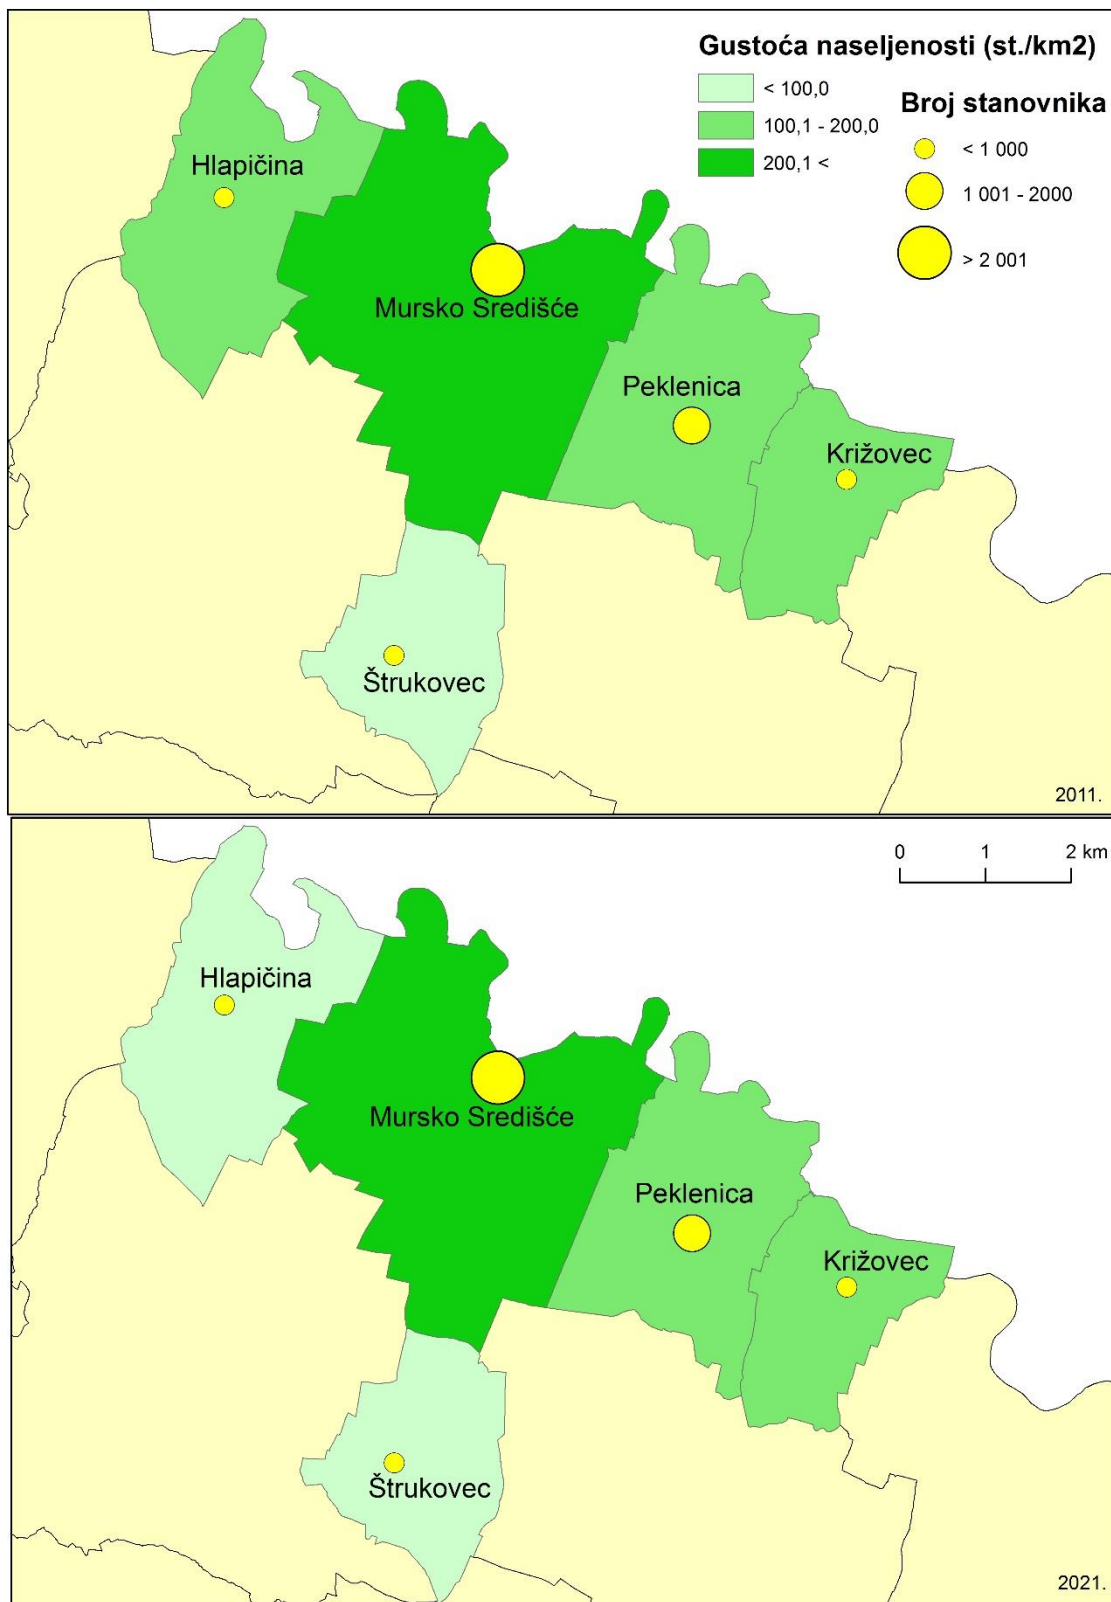 Gustoća naseljenosti (st./km2)
< 100,0
100,1 - 200,0
200,1 <
Broj stanovnika
< 1 000
1 001 - 2000
> 2 001
Hlapičina
Mursko Središće
Peklenica
Križovec
Štrukovec
2011.
0 1 2 km
Hlapičina
Mursko Središće
Peklenica
Križovec
Štrukovec
2021.